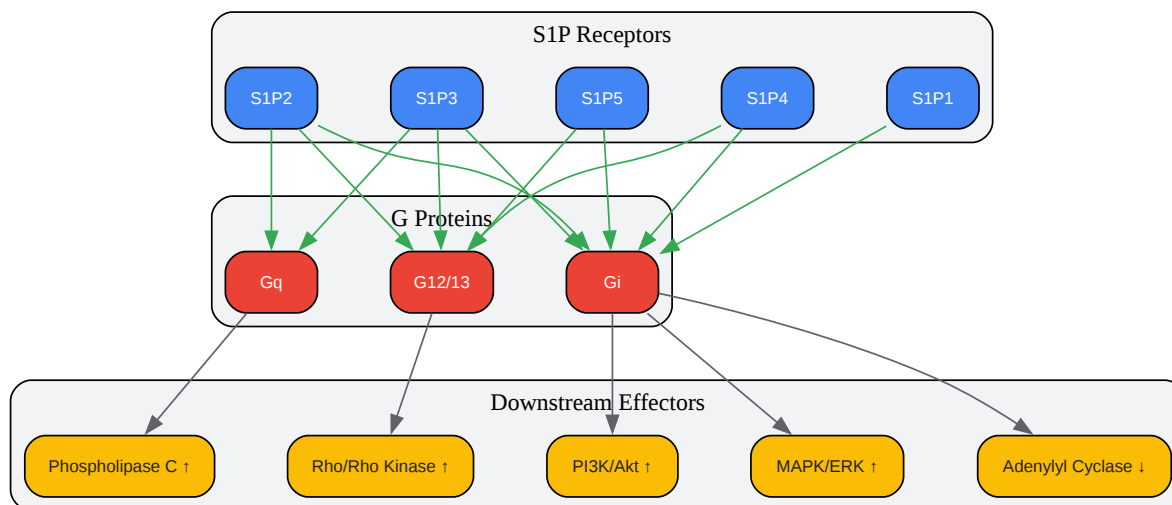 S1P Receptors
S1P2
S1P3
S1P5
S1P4
S1P1
G Proteins
Gq
G12/13
Gi
Downstream Effectors
Phospholipase C ↑
Rho/Rho Kinase ↑
PI3K/Akt ↑
MAPK/ERK ↑
Adenylyl Cyclase ↓